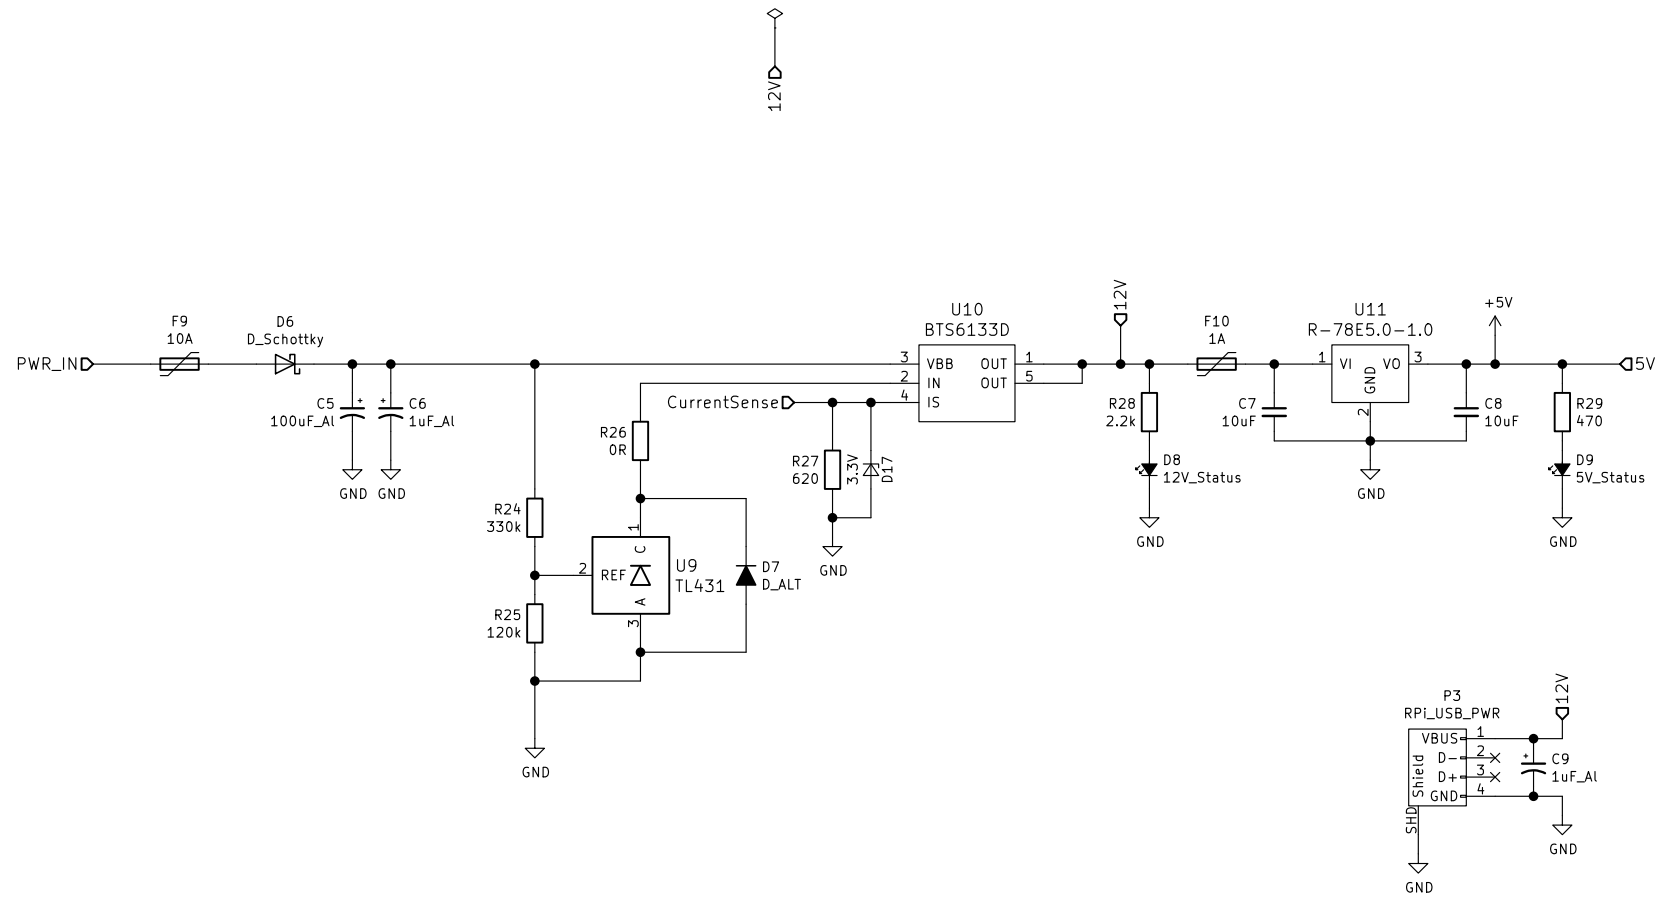 12V
12V
U10
BTS6133D
+5V
F9
10A
D6
D_Schottky
F10
1A
U11
R-78E5.0-1.0
PWR_IN
3
VBB
OUT
1
2
IN
OUT
5
4
IS
1
VI
VO
3
GND
2
5V
CurrentSense
C5
100uF_Al
+
+
C6
1uF_Al
R26
0R
R27
620
3.3V
D17
R28
2.2k
D8
12V_Status
C7
10uF
C8
10uF
R29
470
D9
5V_Status
GND
GND
GND
GND
GND
GND
R24
330k
1
C
2
REF
A
3
U9
TL431
D7
D_ALT
R25
120k
GND
12V
P3
RPi_USB_PWR
VBUS
1
D-
2
D+
3
GND
4
Shield
SHD
+
C9
1uF_Al
GND
GND